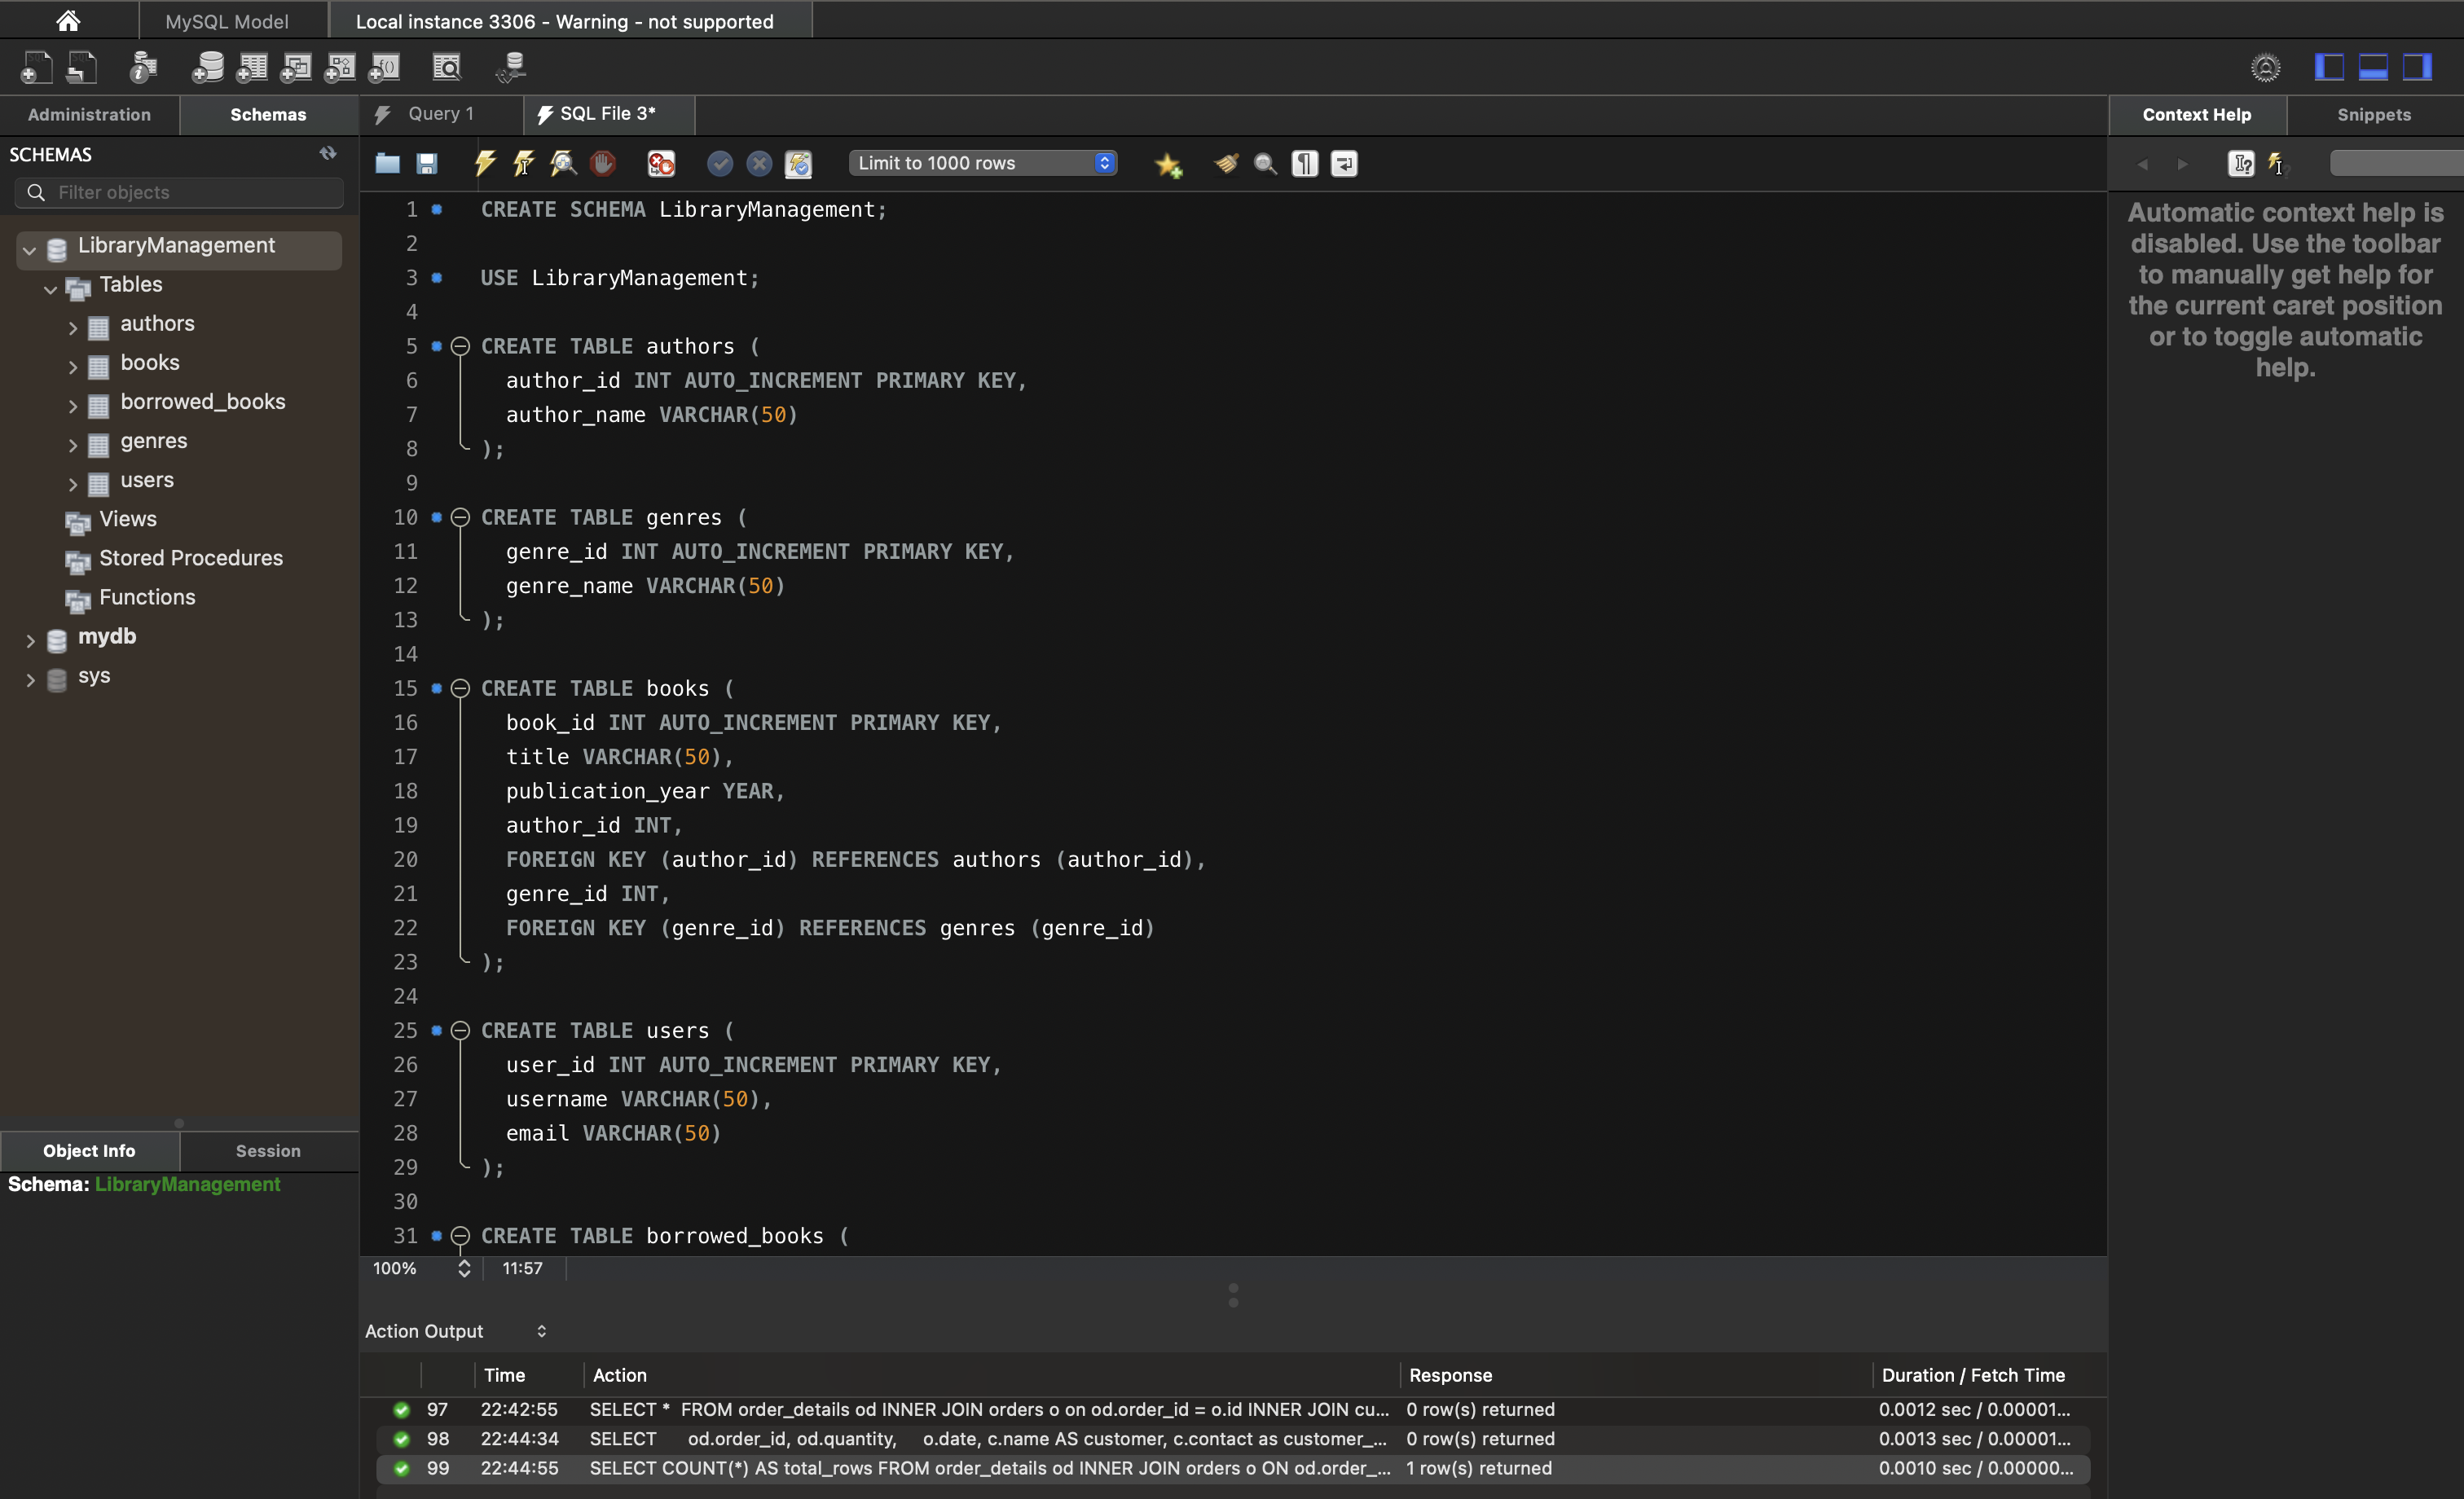 MySQL Model
Local instance 3306 - Warning - not supported
Administration
Schemas
Query 1
SQL File 3*
Context Help
Snippets
SCHEMAS
Filter objects
Limit to 1000 rows
LibraryManagement
Tables
authors
books
borrowed_books
genres
users
Views
Stored Procedures
Functions
mydb
sys
Object Info
Session
Schema: LibraryManagement
1 CREATE SCHEMA LibraryManagement;
2
3 USE LibraryManagement;
4
5 CREATE TABLE authors (
6 author_id INT AUTO_INCREMENT PRIMARY KEY,
7 author_name VARCHAR(50)
8 );
9
10 CREATE TABLE genres (
11 genre_id INT AUTO_INCREMENT PRIMARY KEY,
12 genre_name VARCHAR(50)
13 );
14
15 CREATE TABLE books (
16 book_id INT AUTO_INCREMENT PRIMARY KEY,
17 title VARCHAR(50),
18 publication_year YEAR,
19 author_id INT,
20 FOREIGN KEY (author_id) REFERENCES authors (author_id),
21 genre_id INT,
22 FOREIGN KEY (genre_id) REFERENCES genres (genre_id)
23 );
24
25 CREATE TABLE users (
26 user_id INT AUTO_INCREMENT PRIMARY KEY,
27 username VARCHAR(50),
28 email VARCHAR(50)
29 );
30
31 CREATE TABLE borrowed_books (
100%
11:57
Automatic context help is
disabled. Use the toolbar
to manually get help for
the current caret position
or to toggle automatic
help.
Action Output
Time Action Response Duration / Fetch Time
97 22:42:55 SELECT * FROM order_details od INNER JOIN orders o on od.order_id = o.id INNER JOIN cu... 0 row(s) returned 0.0012 sec / 0.00001...
98 22:44:34 SELECT od.order_id, od.quantity, o.date, c.name AS customer, c.contact as customer_... 0 row(s) returned 0.0013 sec / 0.00001...
99 22:44:55 SELECT COUNT(*) AS total_rows FROM order_details od INNER JOIN orders o ON od.order_... 1 row(s) returned 0.0010 sec / 0.00000...